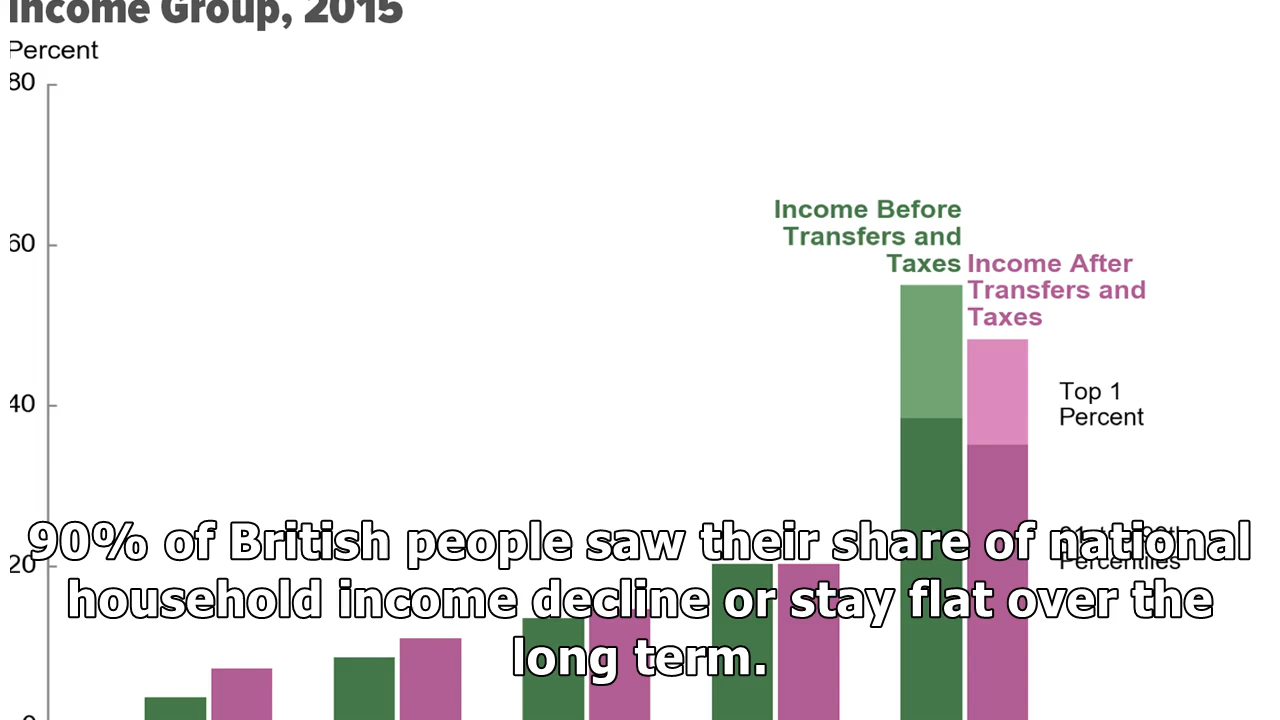 Income Group, 2015
Percent
80
60
40
20
0
Income Before
Transfers and
Taxes
Income After
Transfers and
Taxes
Top 1
Percent
Percentiles
90% of British people saw their share of national
household income decline or stay flat over the
long term.